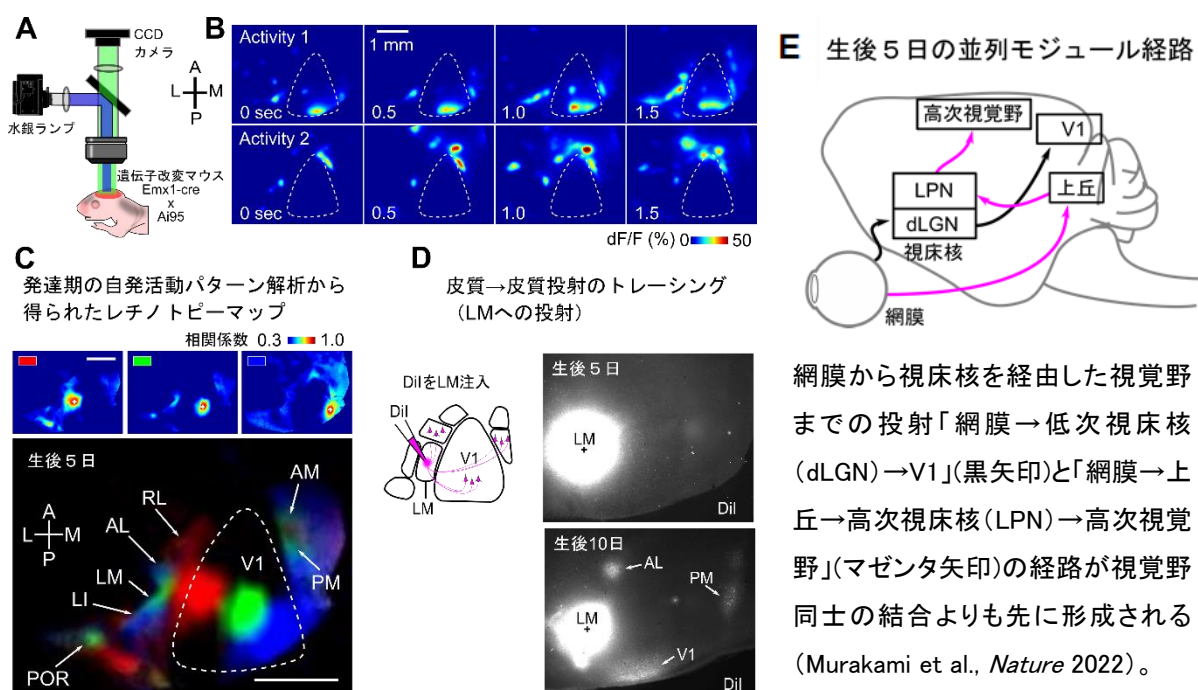 A
CCD
カメラ
水銀ランプ
A
L M
P
遺伝子改変マウス
Emx1-cre
x
Ai95
B
Activity 1
1 mm
0 sec
0.5
1.0
1.5
Activity 2
0 sec
0.5
1.0
1.5
dF/F (%) 0 50
C
発達期の自発活動パターン解析から
得られたレチノトピーマップ
相関係数 0.3 1.0
生後５日
A
L M
P
RL
AL
LM
LI
POR
V1
AM
PM
D
皮質→皮質投射のトレーシング
（LMへの投射）
DiIをLM注入
DiI
V1
LM
生後５日
LM
+
DiI
生後10日
AL
PM
LM
+
V1
DiI
E 生後５日の並列モジュール経路
高次視覚野
V1
LPN
上丘
dLGN
視床核
網膜
網膜から視床核を経由した視覚野
までの投射「網膜→低次視床核
(dLGN)→V1」(黒矢印)と「網膜→上
丘→高次視床核(LPN)→高次視覚
野」(マゼンタ矢印)の経路が視覚野
同士の結合よりも先に形成される
(Murakami et al., Nature 2022)。